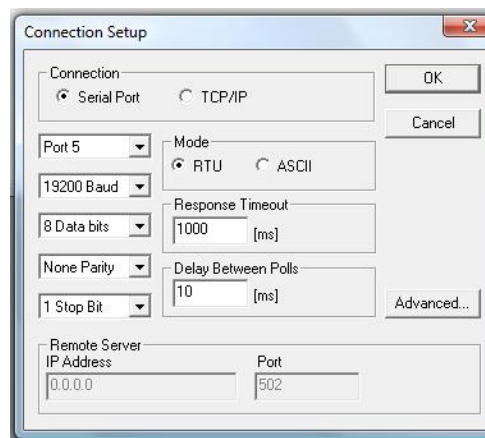 Connection Setup
Connection
Serial Port TCP/IP
OK
Cancel
Port 5
19200 Baud
8 Data bits
None Parity
1 Stop Bit
Mode
RTU ASCII
Response Timeout
1000 [ms]
Delay Between Polls
10 [ms]
Advanced...
Remote Server
IP Address Port
0.0.0.0 502